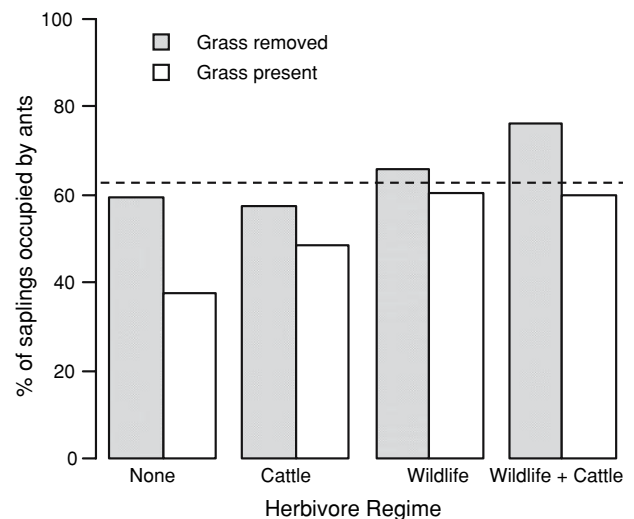 100
80
60
40
20
0
% of saplings occupied by ants
Grass removed
Grass present
None Cattle Wildlife Wildlife + Cattle
Herbivore Regime